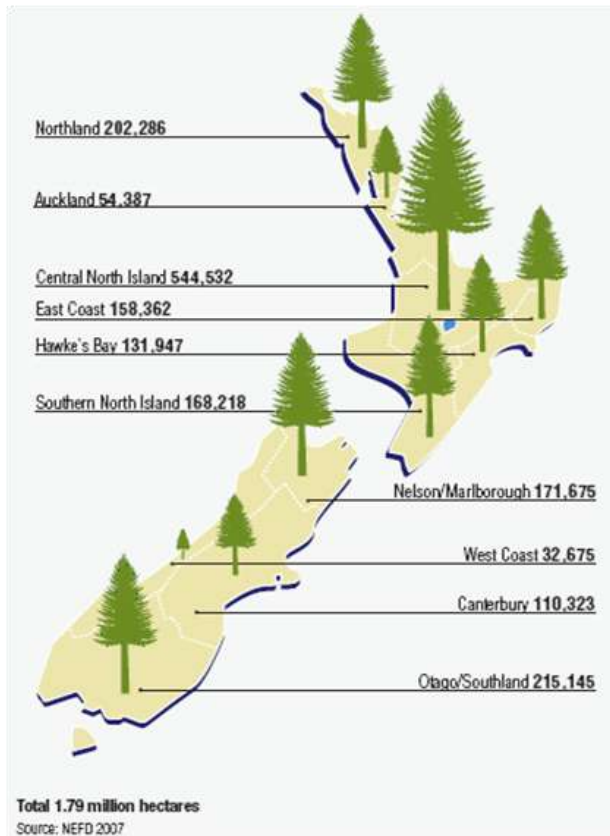 Northland 202,286
Auckland 54,387
Central North Island 544,532
East Coast 158,362
Hawke's Bay 131,947
Southern North Island 168,218
Nelson/Marlborough 171,675
West Coast 32,675
Canterbury 110,323
Otago/Southland 215,145
Total 1.79 million hectares
Source: NEFD 2007